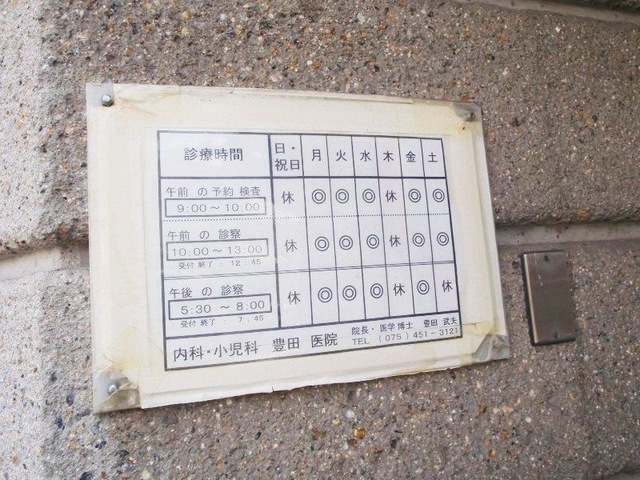 診療時間 日・祝日 月 火 水 木 金 土
午前 の 予約 検査
9:00～10:00 休 ◎ ◎ ◎ 休 ◎ ◎
午前 の 診察
10:00～13:00 休 ◎ ◎ ◎ 休 ◎ ◎
受付 終了 : 12:45
午後 の 診察
5:30 ～ 8:00 休 ◎ ◎ ◎ ◎ ◎ 休
受付 終了 7:45
内科・小児科 豊田 医院 院長・医学博士 豊田 武夫
TEL (075)451-3121